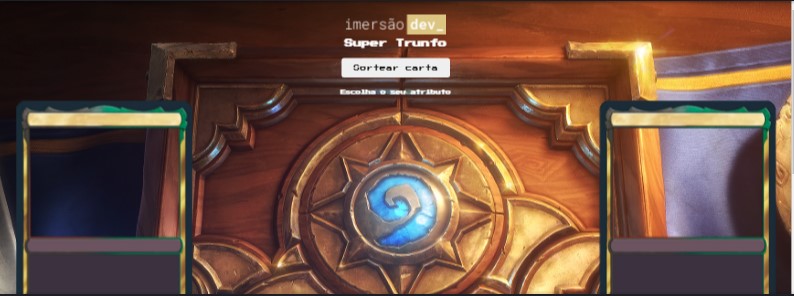 imersão dev_
Super Trunfo
Sortear carta
Escolha o seu atributo